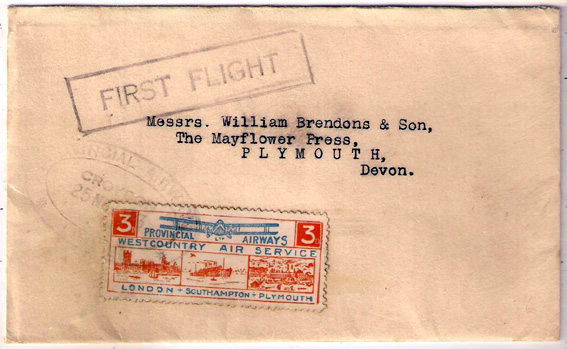 FIRST FLIGHT
Messrs. William Brendons & Son,
The Mayflower Press,
PLYMOUTH,
Devon.
3 3
PROVINCIAL AIRWAYS
LTD
WESTCOUNTRY AIR SERVICE
LONDON - SOUTHAMPTON - PLYMOUTH